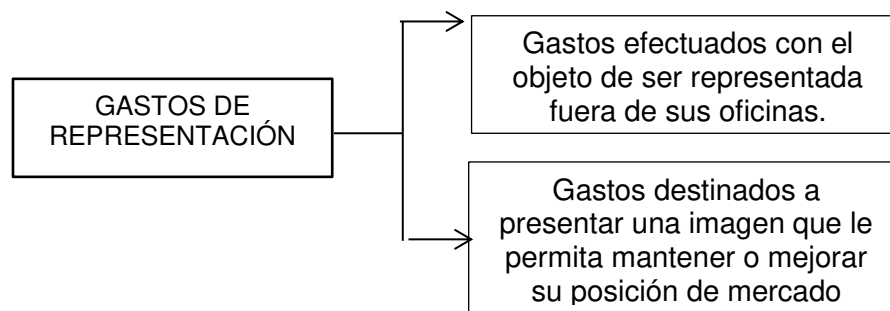 GASTOS DE
REPRESENTACIÓN
Gastos efectuados con el
objeto de ser representada
fuera de sus oficinas.
Gastos destinados a
presentar una imagen que le
permita mantener o mejorar
su posición de mercado